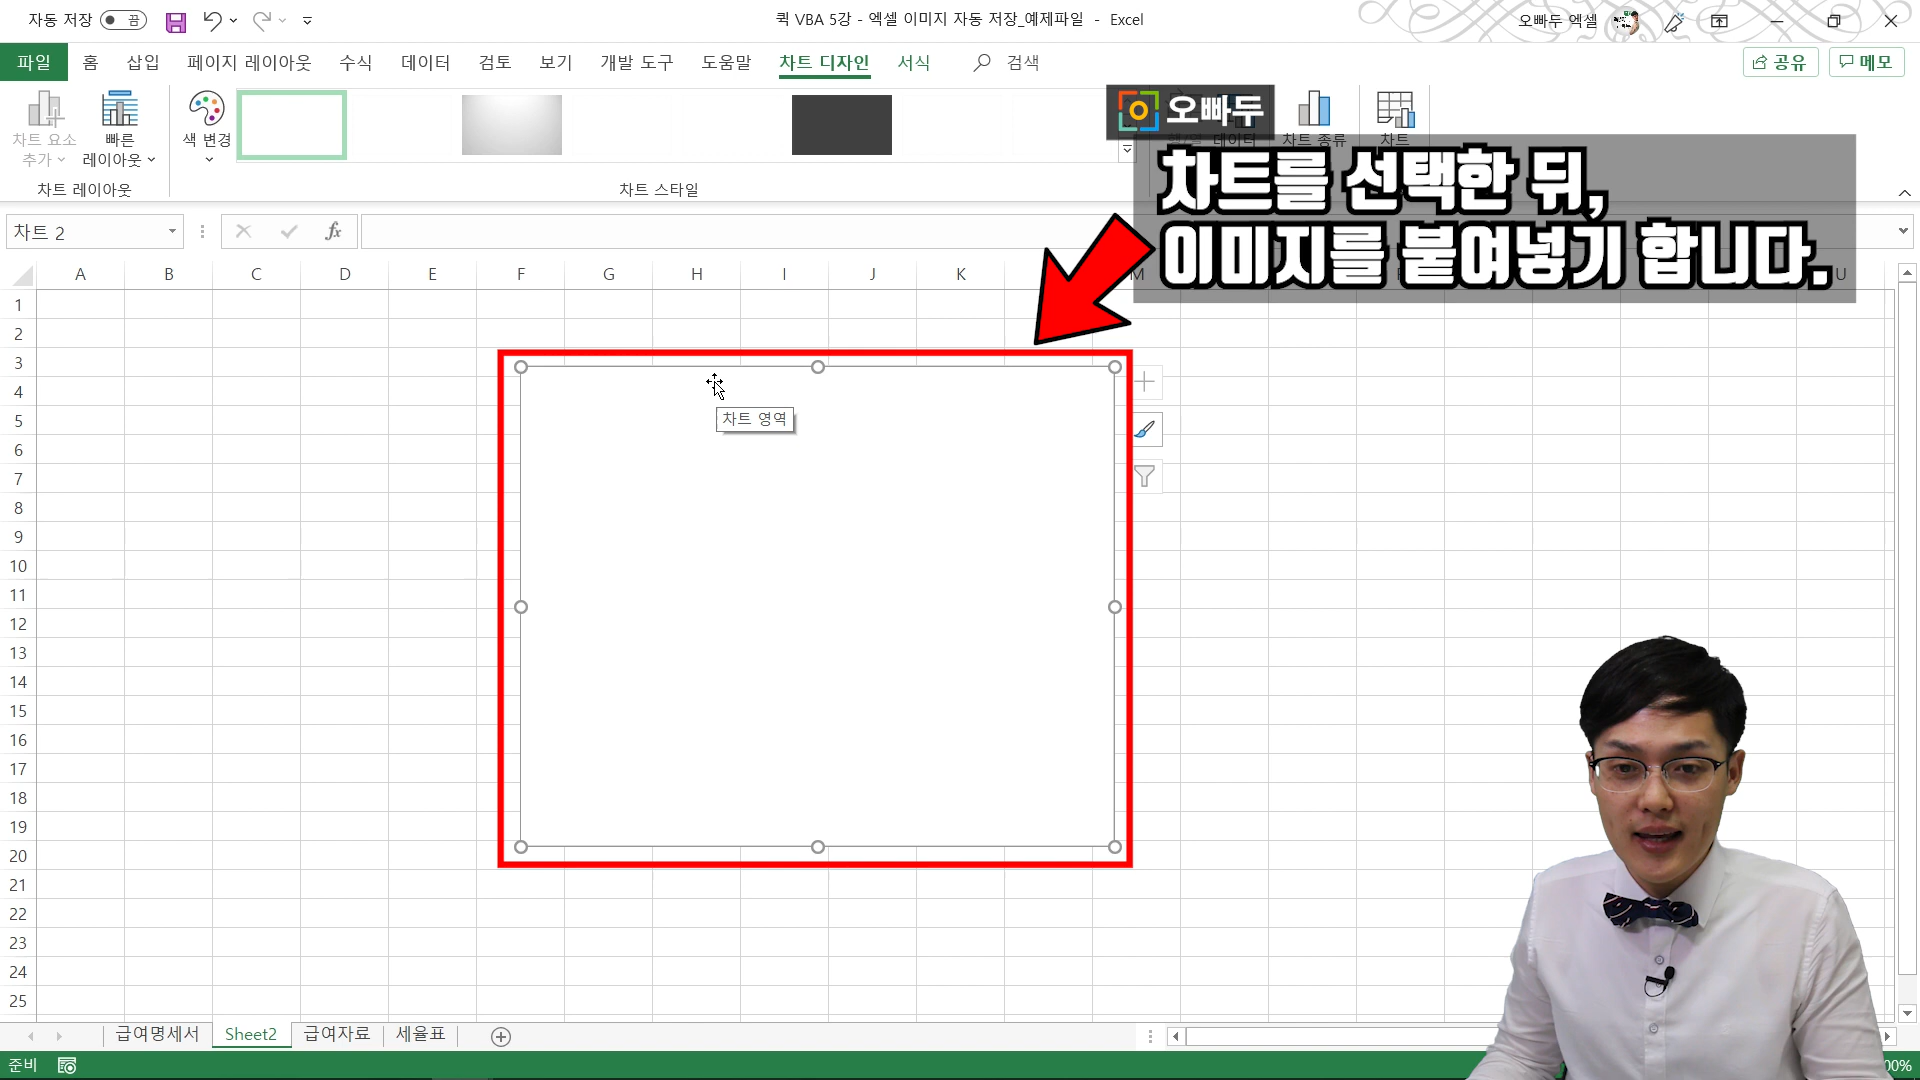 자동 저장 끔
퀵 VBA 5강 - 엑셀 이미지 자동 저장_예제파일 - Excel
오빠두 엑셀
파일 홈 삽입 페이지 레이아웃 수식 데이터 검토 보기 개발 도구 도움말 차트 디자인 서식 검색
공유 메모
차트 요소
추가
빠른
레이아웃
색 변경
차트 레이아웃
차트 스타일
오빠두
데이터
차트 종류
차트
차트를 선택한 뒤,
이미지를 붙여넣기 합니다.
차트 2
fx
A B C D E F G H I J K M U
1
2
3
4
5
6
7
8
9
10
11
12
13
14
15
16
17
18
19
20
21
22
23
24
25
차트 영역
급여명세서 Sheet2 급여자료 세율표
준비
00%